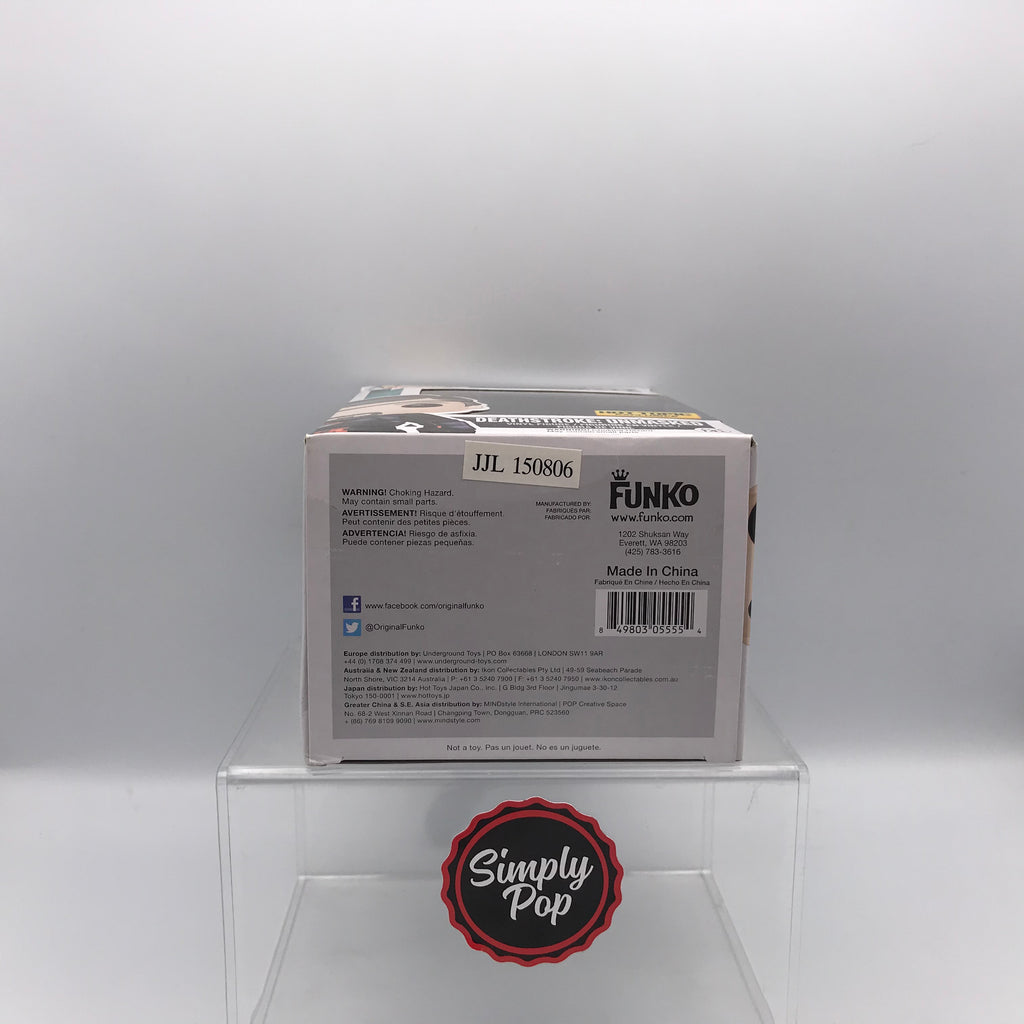 HOT TOPIC
DEATHSTROKE: UNMASKED
JJL 150806
WARNING! Choking Hazard.
May contain small parts.
AVERTISSEMENT! Risque d'étouffement.
Peut contenir des petites pièces.
ADVERTENCIA! Riesgo de asfixia.
Puede contener piezas pequeñas.
MANUFACTURED BY:
FABRIQUÉS PAR:
FABRICADO POR:
FUNKO
www.funko.com
1202 Shuksan Way
Everett, WA 98203
(425) 783-3616
Made In China
Fabriqué En Chine / Hecho En China
8 49803 05555 4
f www.facebook.com/originalfunko
@OriginalFunko
Europe distribution by: Underground Toys | PO Box 63668 | LONDON SW11 9AR
+44 (0) 1708 374 499 | www.underground-toys.com
Australia & New Zealand distribution by: Ikon Collectables Pty Ltd | 49-59 Seabeach Parade
North Shore, VIC 3214 Australia | P: +61 3 5240 7900 | F: +61 3 5240 7950 | www.ikoncollectables.com.au
Japan distribution by: Hot Toys Japan Co., Inc. | G Bldg 3rd Floor | Jingumae 3-30-12
Tokyo 150-0001 | www.hottoys.jp
Greater China & S.E. Asia distribution by: MINDstyle International | POP Creative Space
No. 68-2 West Xinnan Road | Changping Town, Dongguan, PRC 523560
+ (86) 769 8109 9090 | www.mindstyle.com
Not a toy. Pas un jouet. No es un juguete.
Simply
Pop